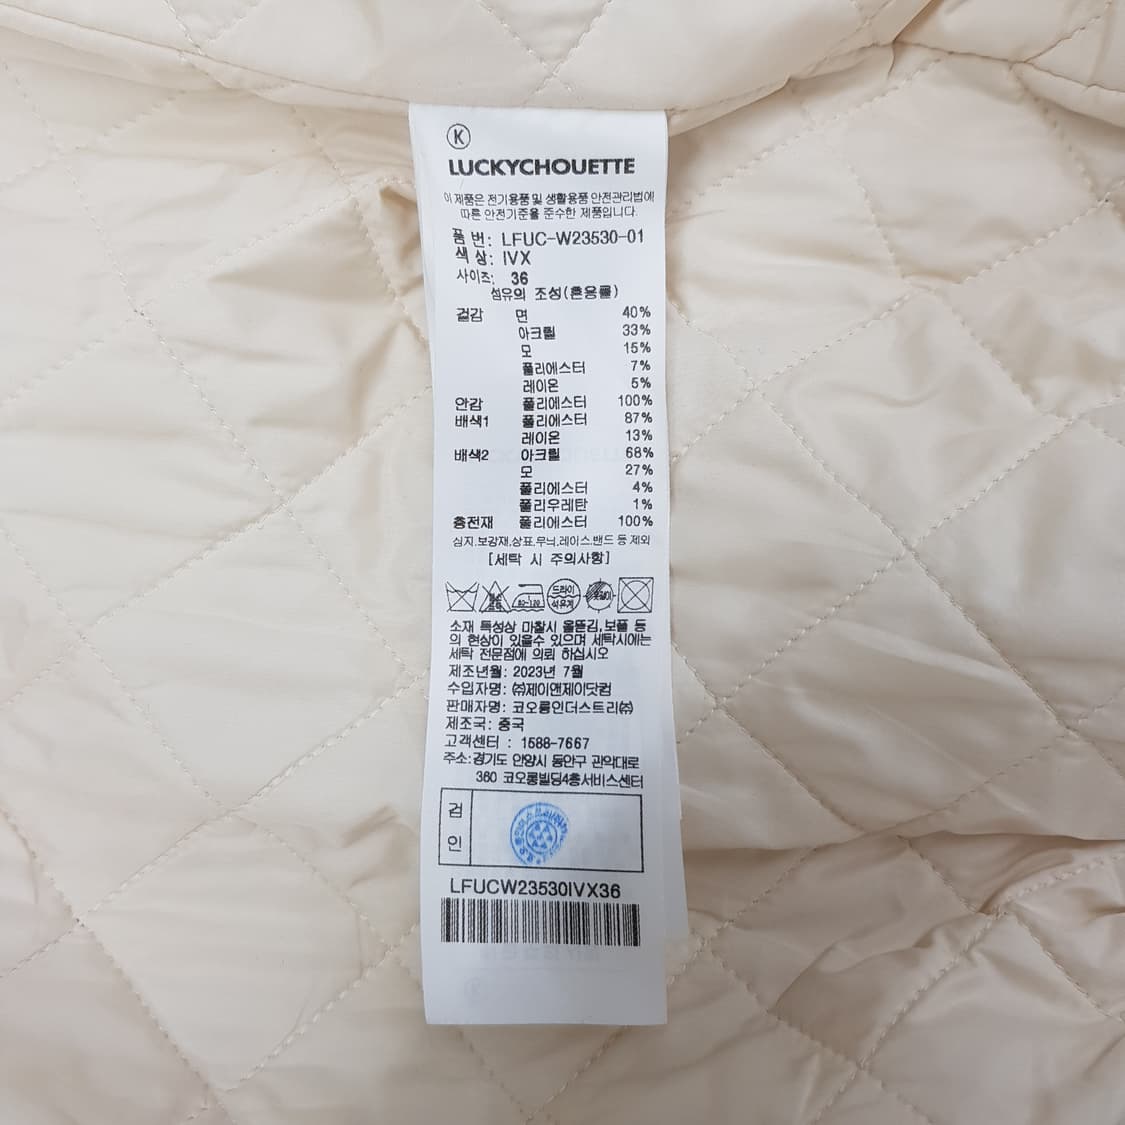 K
LUCKYCHOUETTE
이 제품은 전기용품 및 생활용품 안전관리법에
따른 안전기준을 준수한 제품입니다.
품 번: LFUC-W23530-01
색 상: IVX
사이즈: 36
섬유의 조성(혼용률)
겉감 면 40%
아크릴 33%
모 15%
폴리에스터 7%
레이온 5%
안감 폴리에스터 100%
배색1 폴리에스터 87%
레이온 13%
배색2 아크릴 68%
모 27%
폴리에스터 4%
폴리우레탄 1%
충전재 폴리에스터 100%
심지,보강재,상표,무늬,레이스,밴드 등 제외
[세탁 시 주의사항]
80~120 드라이
석유계
소재 특성상 마찰시 올뜯김,보풀 등
의 현상이 있을수 있으며 세탁시에는
세탁 전문점에 의뢰 하십시오
제조년월: 2023년 7월
수입자명: ㈜제이앤제이닷컴
판매자명: 코오롱인더스트리㈜
제조국: 중국
고객센터 : 1588-7667
주소:경기도 안양시 동안구 관악대로
360 코오롱빌딩4층서비스센터
검
인
LFUCW23530IVX36